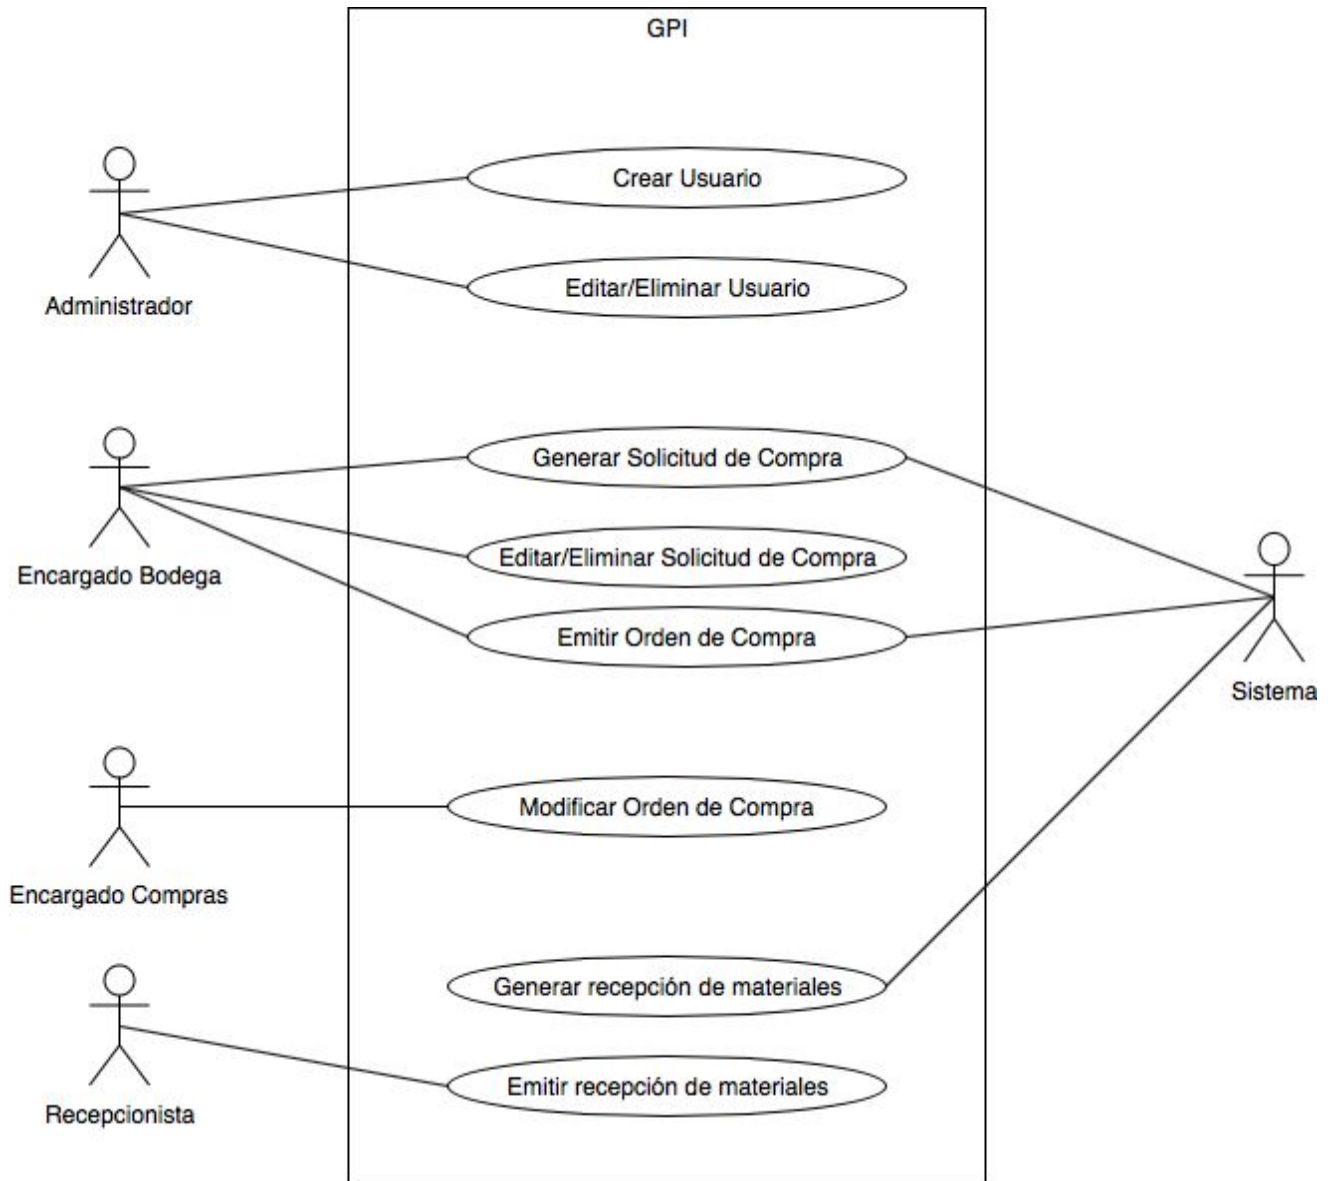 GPI
Crear Usuario
Editar/Eliminar Usuario
Administrador
Generar Solicitud de Compra
Editar/Eliminar Solicitud de Compra
Encargado Bodega
Emitir Orden de Compra
Sistema
Modificar Orden de Compra
Encargado Compras
Generar recepción de materiales
Emitir recepción de materiales
Recepcionista